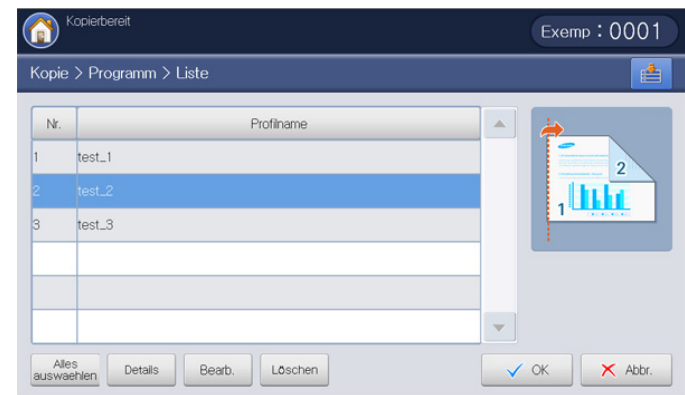 Kopierbereit
Exemp : 0001
Kopie > Programm > Liste
Nr. Profilname
1 test_1
2 test_2
3 test_3
2
1
Alles
auswaehlen
Details
Bearb.
Löschen
OK
Abbr.